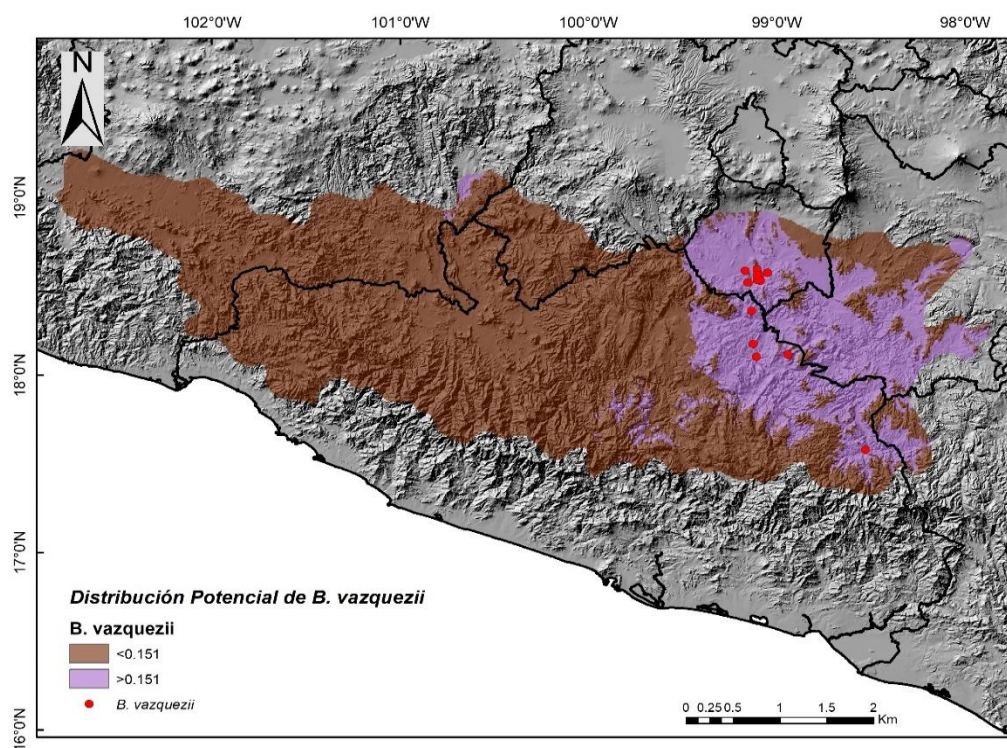 102°0'W 101°0'W 100°0'W 99°0'W 98°0'W
N
19°0'N
18°0'N
17°0'N
16°0'N
Distribución Potencial de B. vazquezii
B. vazquezii
<0.151
>0.151
B. vazquezii
0 0.25 0.5 1 1.5 2
Km